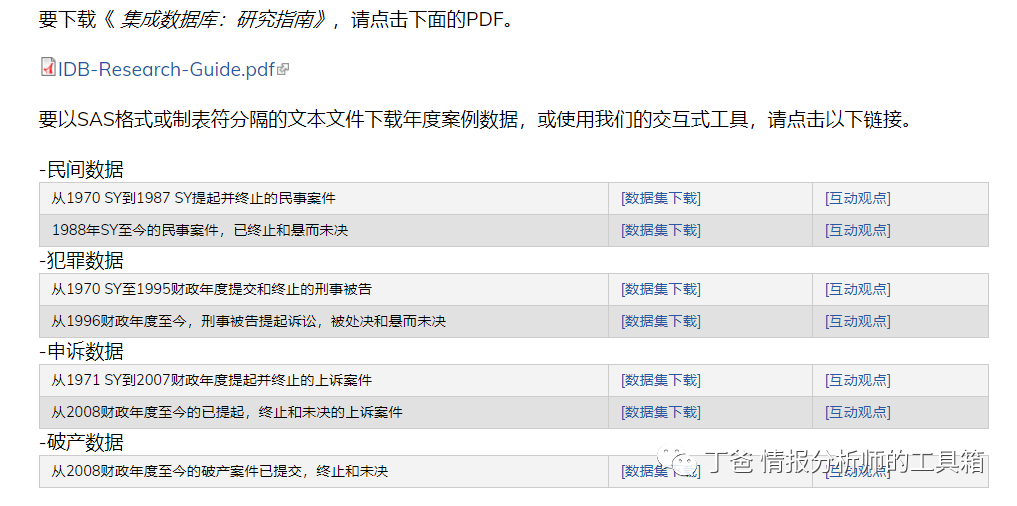 要下载《 集成数据库：研究指南》，请点击下面的PDF。
IDB-Research-Guide.pdf
要以SAS格式或制表符分隔的文本文件下载年度案例数据，或使用我们的交互式工具，请点击以下链接。
-民间数据
从1970 SY到1987 SY提起并终止的民事案件 [数据集下载] [互动观点]
1988年SY至今的民事案件，已终止和悬而未决 [数据集下载] [互动观点]
-犯罪数据
从1970 SY至1995财政年度提交和终止的刑事被告 [数据集下载] [互动观点]
从1996财政年度至今，刑事被告提起诉讼，被处决和悬而未决 [数据集下载] [互动观点]
-申诉数据
从1971 SY到2007财政年度提起并终止的上诉案件 [数据集下载] [互动观点]
从2008财政年度至今的已提起，终止和未决的上诉案件 [数据集下载] [互动观点]
-破产数据
从2008财政年度至今的破产案件已提交，终止和未决 [数据集下载] [互动观点]
丁爸 情报分析师的工具箱